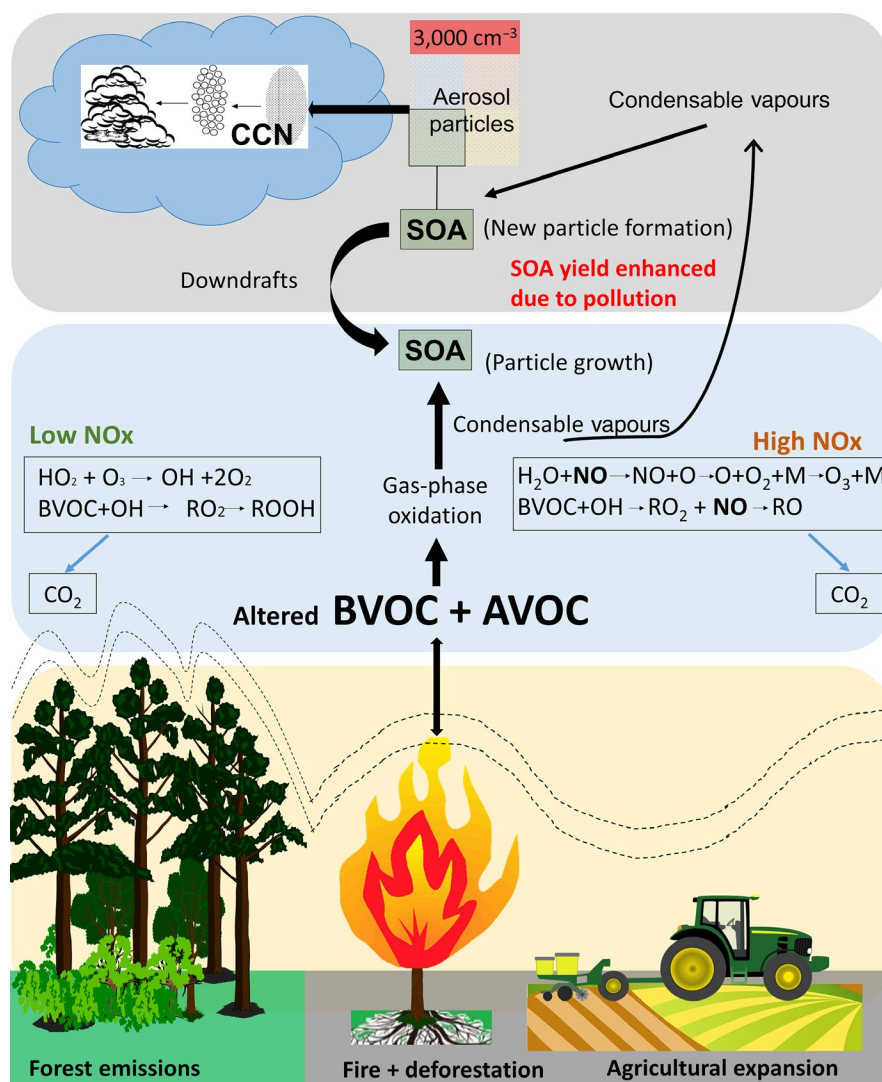 3,000 cm⁻³
Aerosol
particles
CCN
Condensable vapours
SOA
(New particle formation)
Downdrafts
SOA yield enhanced
due to pollution
SOA
(Particle growth)
Condensable vapours
Low NOx
HO₂ + O₃ → OH +2O₂
BVOC+OH → RO₂→ ROOH
CO₂
Gas-phase
oxidation
High NOx
H₂O+NO→NO+O→O+O₂+M→O₃+M
BVOC+OH→RO₂ + NO→RO
CO₂
Altered BVOC + AVOC
Forest emissions
Fire + deforestation
Agricultural expansion